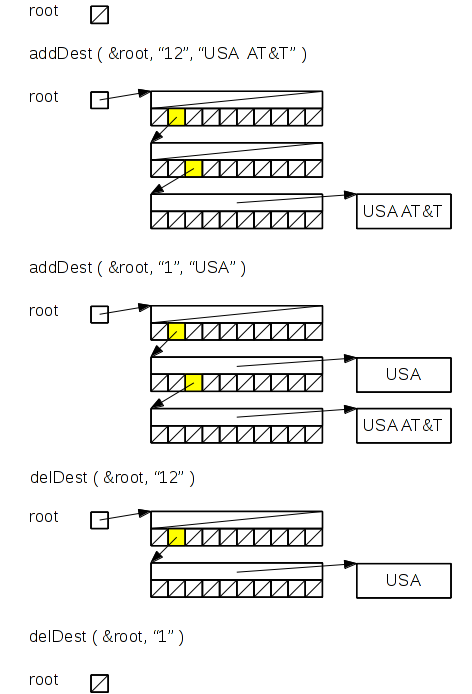 root
addDest ( &root, “12”, “USA AT&T” )
root
USA AT&T
addDest ( &root, “1”, “USA” )
root
USA
USA AT&T
delDest ( &root, “12” )
root
USA
delDest ( &root, “1” )
root